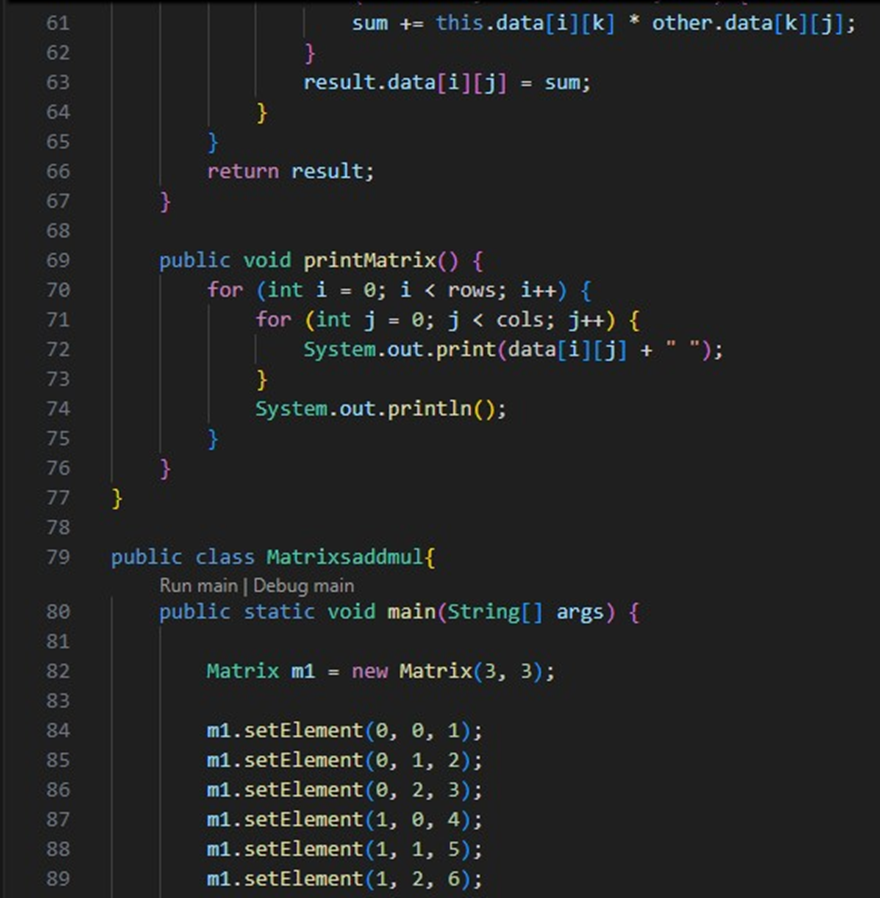 61 sum += this.data[i][k] * other.data[k][j];
62 }
63 result.data[i][j] = sum;
64 }
65 }
66 return result;
67 }
68
69 public void printMatrix() {
70 for (int i = 0; i < rows; i++) {
71 for (int j = 0; j < cols; j++) {
72 System.out.print(data[i][j] + " ");
73 }
74 System.out.println();
75 }
76 }
77 }
78
79 public class Matrixsaddmul{
Run main | Debug main
80 public static void main(String[] args) {
81
82 Matrix m1 = new Matrix(3, 3);
83
84 m1.setElement(0, 0, 1);
85 m1.setElement(0, 1, 2);
86 m1.setElement(0, 2, 3);
87 m1.setElement(1, 0, 4);
88 m1.setElement(1, 1, 5);
89 m1.setElement(1, 2, 6);